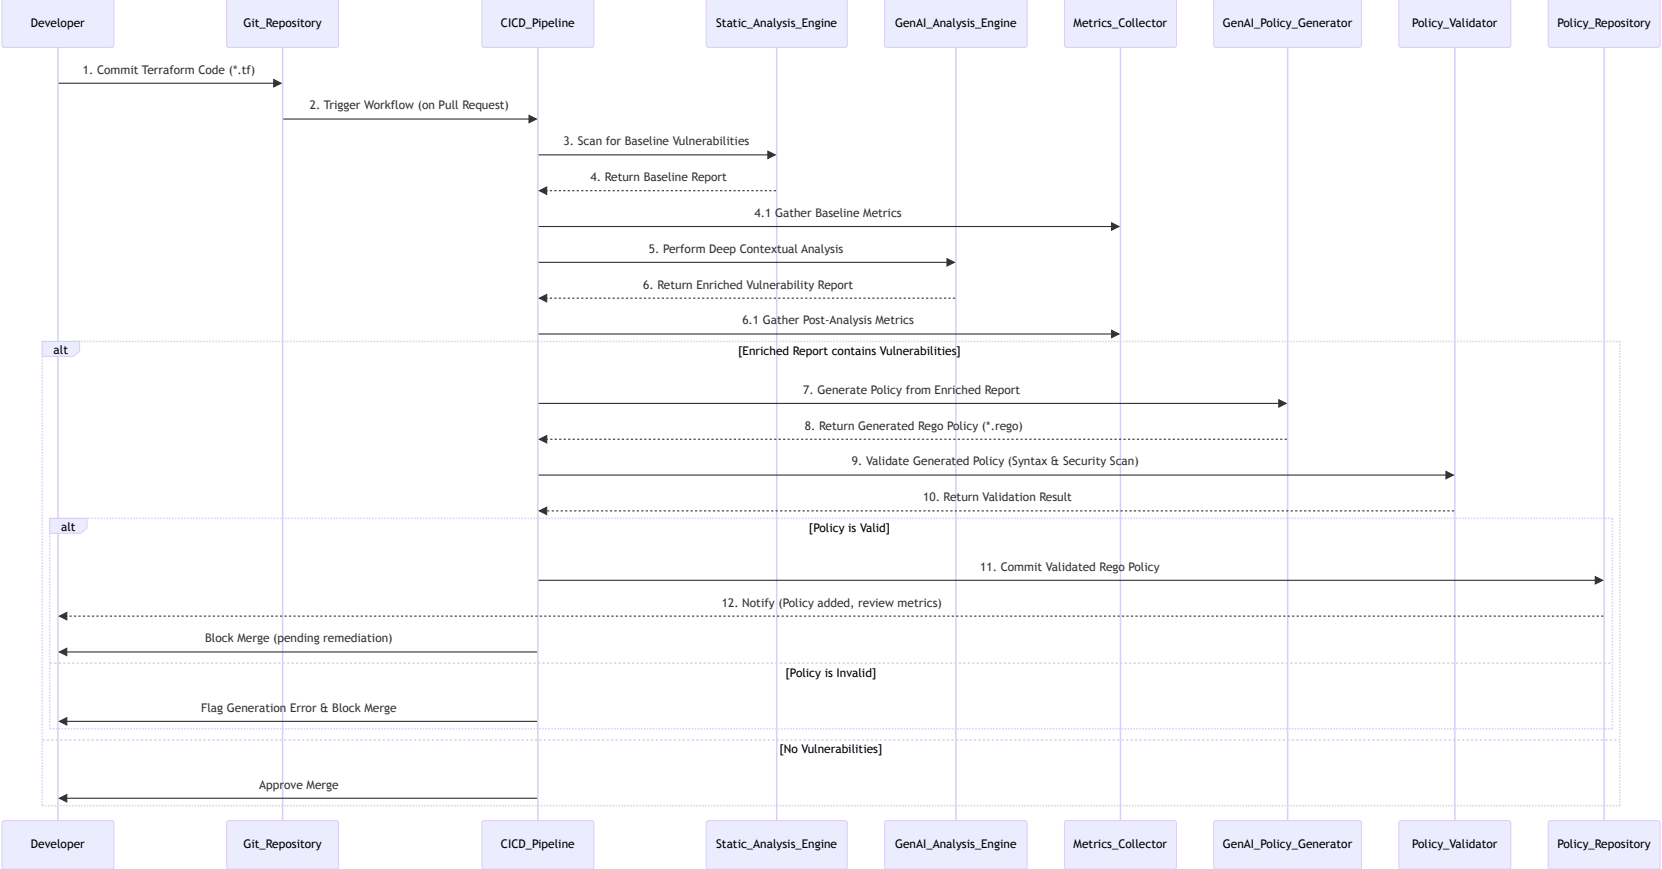 Developer
Git_Repository
CICD_Pipeline
Static_Analysis_Engine
GenAI_Analysis_Engine
Metrics_Collector
GenAI_Policy_Generator
Policy_Validator
Policy_Repository
1. Commit Terraform Code (*.tf)
2. Trigger Workflow (on Pull Request)
3. Scan for Baseline Vulnerabilities
4. Return Baseline Report
4.1 Gather Baseline Metrics
5. Perform Deep Contextual Analysis
6. Return Enriched Vulnerability Report
6.1 Gather Post-Analysis Metrics
alt
[Enriched Report contains Vulnerabilities]
7. Generate Policy from Enriched Report
8. Return Generated Rego Policy (*.rego)
9. Validate Generated Policy (Syntax & Security Scan)
10. Return Validation Result
alt
[Policy is Valid]
11. Commit Validated Rego Policy
12. Notify (Policy added, review metrics)
Block Merge (pending remediation)
[Policy is Invalid]
Flag Generation Error & Block Merge
[No Vulnerabilities]
Approve Merge
Developer
Git_Repository
CICD_Pipeline
Static_Analysis_Engine
GenAI_Analysis_Engine
Metrics_Collector
GenAI_Policy_Generator
Policy_Validator
Policy_Repository